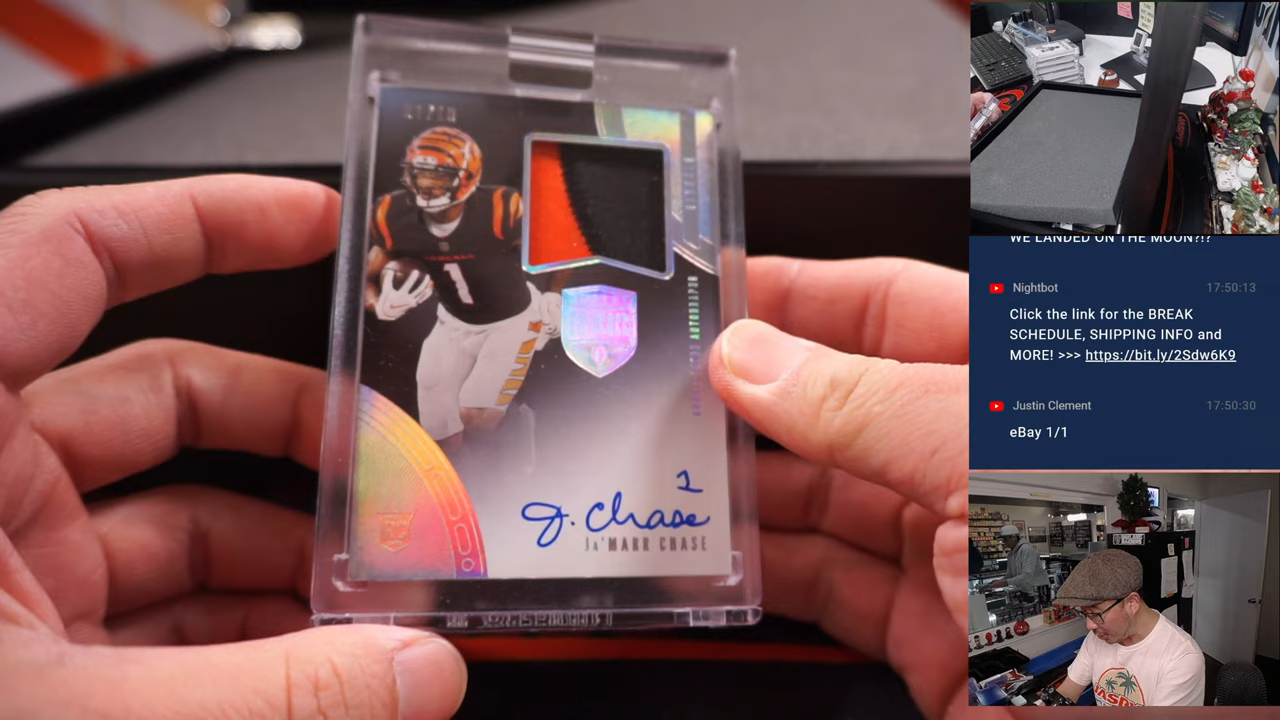 1
AUTOGRAPHS
1
J. Chase
Ja'MARR CHASE
WE LANDED ON THE MOON?!?
Nightbot
17:50:13
Click the link for the BREAK
SCHEDULE, SHIPPING INFO and
MORE! >>> https://bit.ly/2Sdw6K9
Justin Clement
17:50:30
eBay 1/1